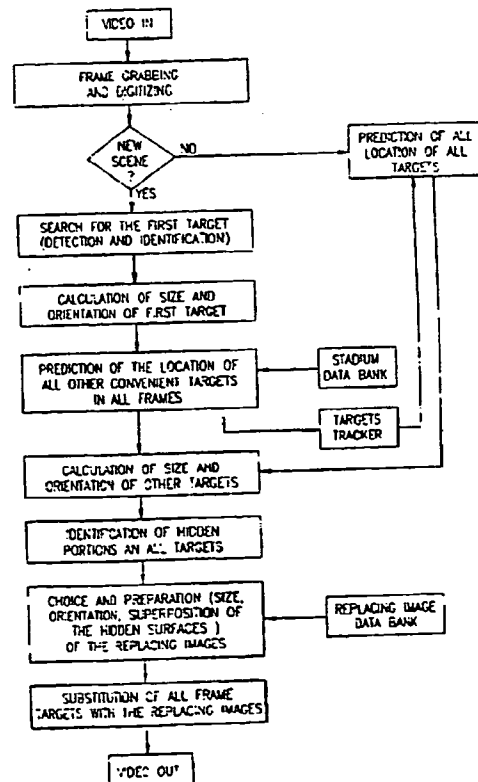 VIDEO IN
FRAME GRABBING
AND DIGITIZING
NEW
SCENE
?
NO
YES
PREDICTION OF ALL
LOCATION OF ALL
TARGETS
SEARCH FOR THE FIRST TARGET
(DETECTION AND IDENTIFICATION)
CALCULATION OF SIZE AND
ORIENTATION OF FIRST TARGET
PREDICTION OF THE LOCATION OF
ALL OTHER CONVENIENT TARGETS
IN ALL FRAMES
STADIUM
DATA BANK
TARGETS
TRACKER
CALCULATION OF SIZE AND
ORIENTATION OF OTHER TARGETS
IDENTIFICATION OF HIDDEN
PORTIONS AN ALL TARGETS
CHOICE AND PREPARATION (SIZE,
ORIENTATION, SUPERPOSITION OF
THE HIDDEN SURFACES )
OF THE REPLACING IMAGES
REPLACING IMAGE
DATA BANK
SUBSTITUTION OF ALL FRAME
TARGETS WITH THE REPLACING IMAGES
VIDEO OUT